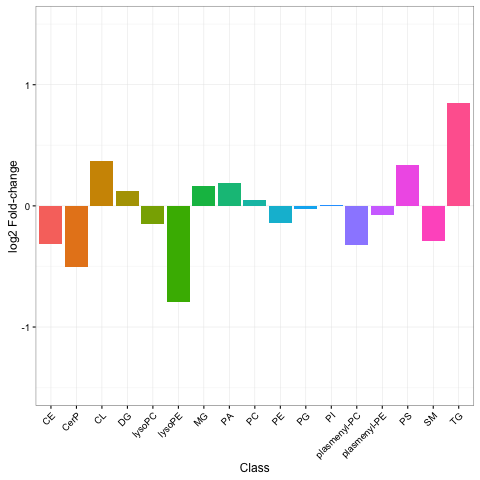 log2 Fold-change
1
0
-1
CE
CerP
CL
DG
lysoPC
lysoPE
MG
PA
PC
PE
PG
PI
plasmenyl-PC
plasmenyl-PE
PS
SM
TG
Class